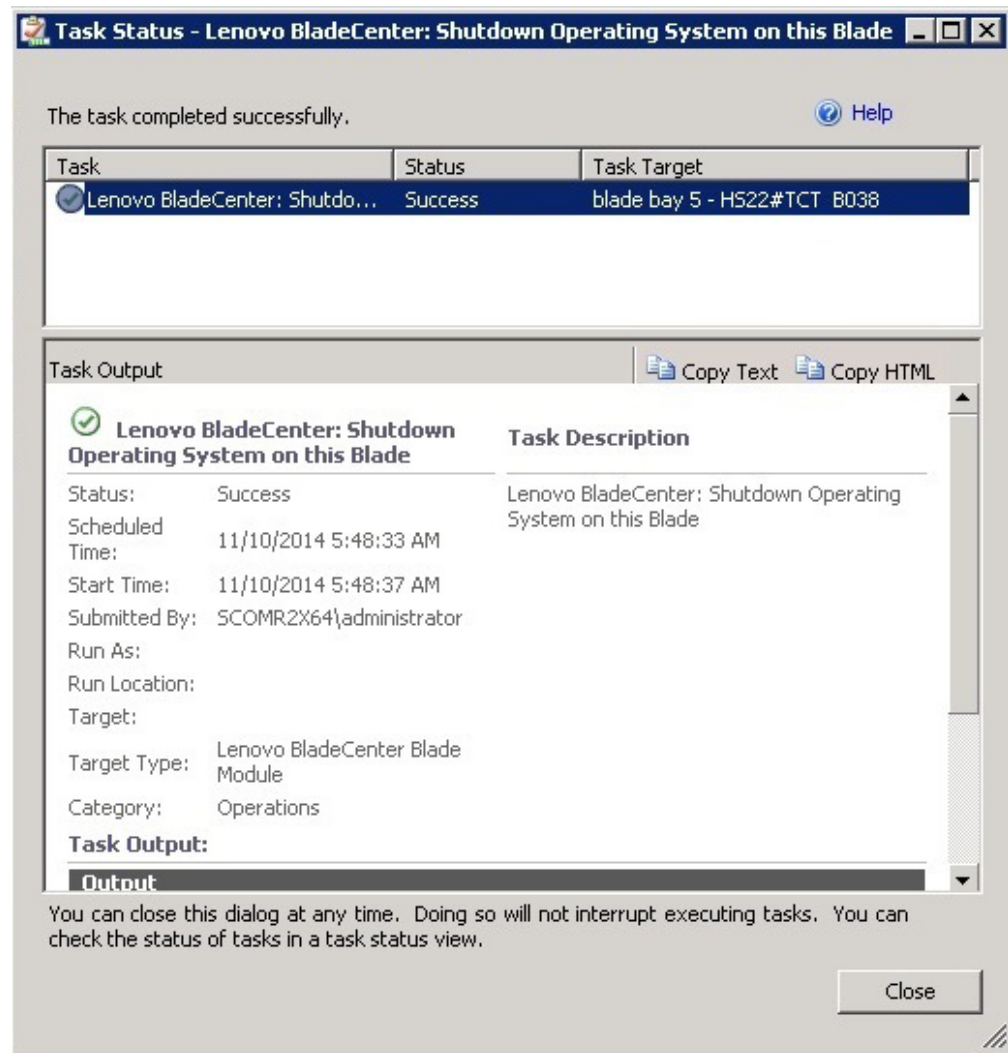 Task Status - Lenovo BladeCenter: Shutdown Operating System on this Blade
The task completed successfully.
Help
Task Status Task Target
Lenovo BladeCenter: Shutdo... Success blade bay 5 - HS22#TCT B038
Task Output
Copy Text Copy HTML
Lenovo BladeCenter: Shutdown
Operating System on this Blade
Task Description
Status: Success
Lenovo BladeCenter: Shutdown Operating
System on this Blade
Scheduled
Time: 11/10/2014 5:48:33 AM
Start Time: 11/10/2014 5:48:37 AM
Submitted By: SCOMR2X64\administrator
Run As:
Run Location:
Target:
Target Type: Lenovo BladeCenter Blade
Module
Category: Operations
Task Output:
Output
You can close this dialog at any time. Doing so will not interrupt executing tasks. You can
check the status of tasks in a task status view.
Close